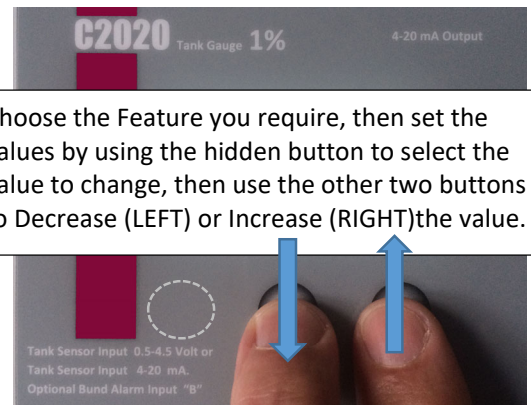 C2020 Tank Gauge 1% 4-20 mA Output
hoose the Feature you require, then set the
alues by using the hidden button to select the
alue to change, then use the other two buttons
o Decrease (LEFT) or Increase (RIGHT)the value.
Tank Sensor Input 0.5-4.5 Volt or
Tank Sensor Input 4-20 mA.
Optional Bund Alarm Input "B"